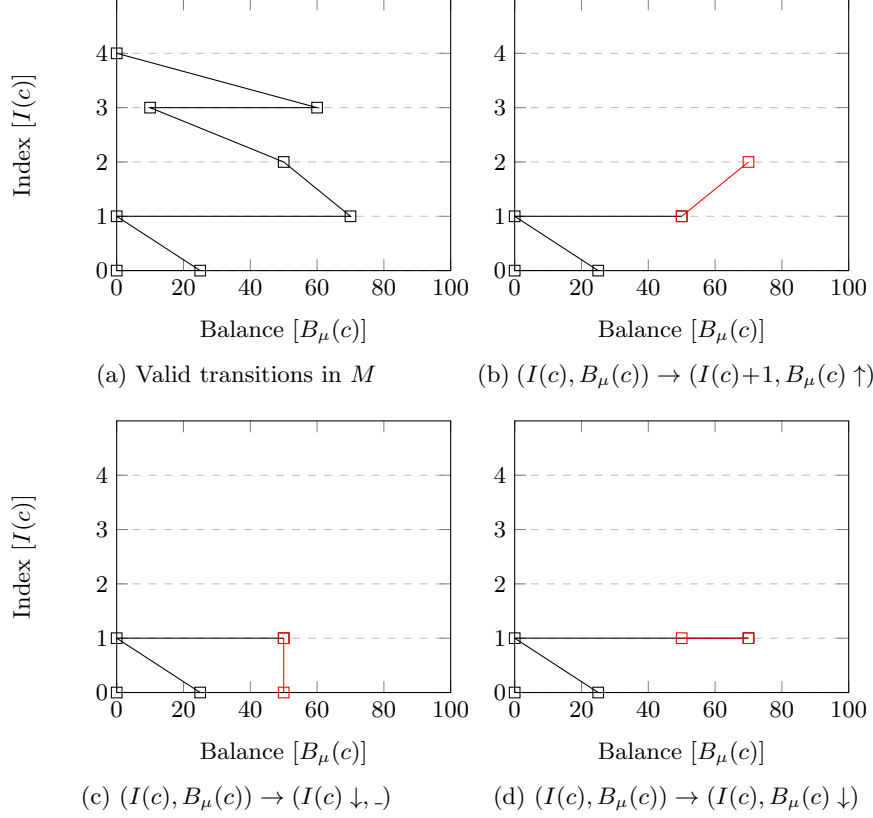 4 4
3 3
2 2
1 1
0 0
0 20 40 60 80 100 0 20 40 60 80 100
Index [I(c)]
Balance [B_μ(c)] Balance [B_μ(c)]
(a) Valid transitions in M (b) (I(c), B_μ(c)) → (I(c)+1, B_μ(c) ↑)
4 4
3 3
2 2
1 1
0 0
0 20 40 60 80 100 0 20 40 60 80 100
Index [I(c)]
Balance [B_μ(c)] Balance [B_μ(c)]
(c) (I(c), B_μ(c)) → (I(c) ↓, _) (d) (I(c), B_μ(c)) → (I(c), B_μ(c) ↓)